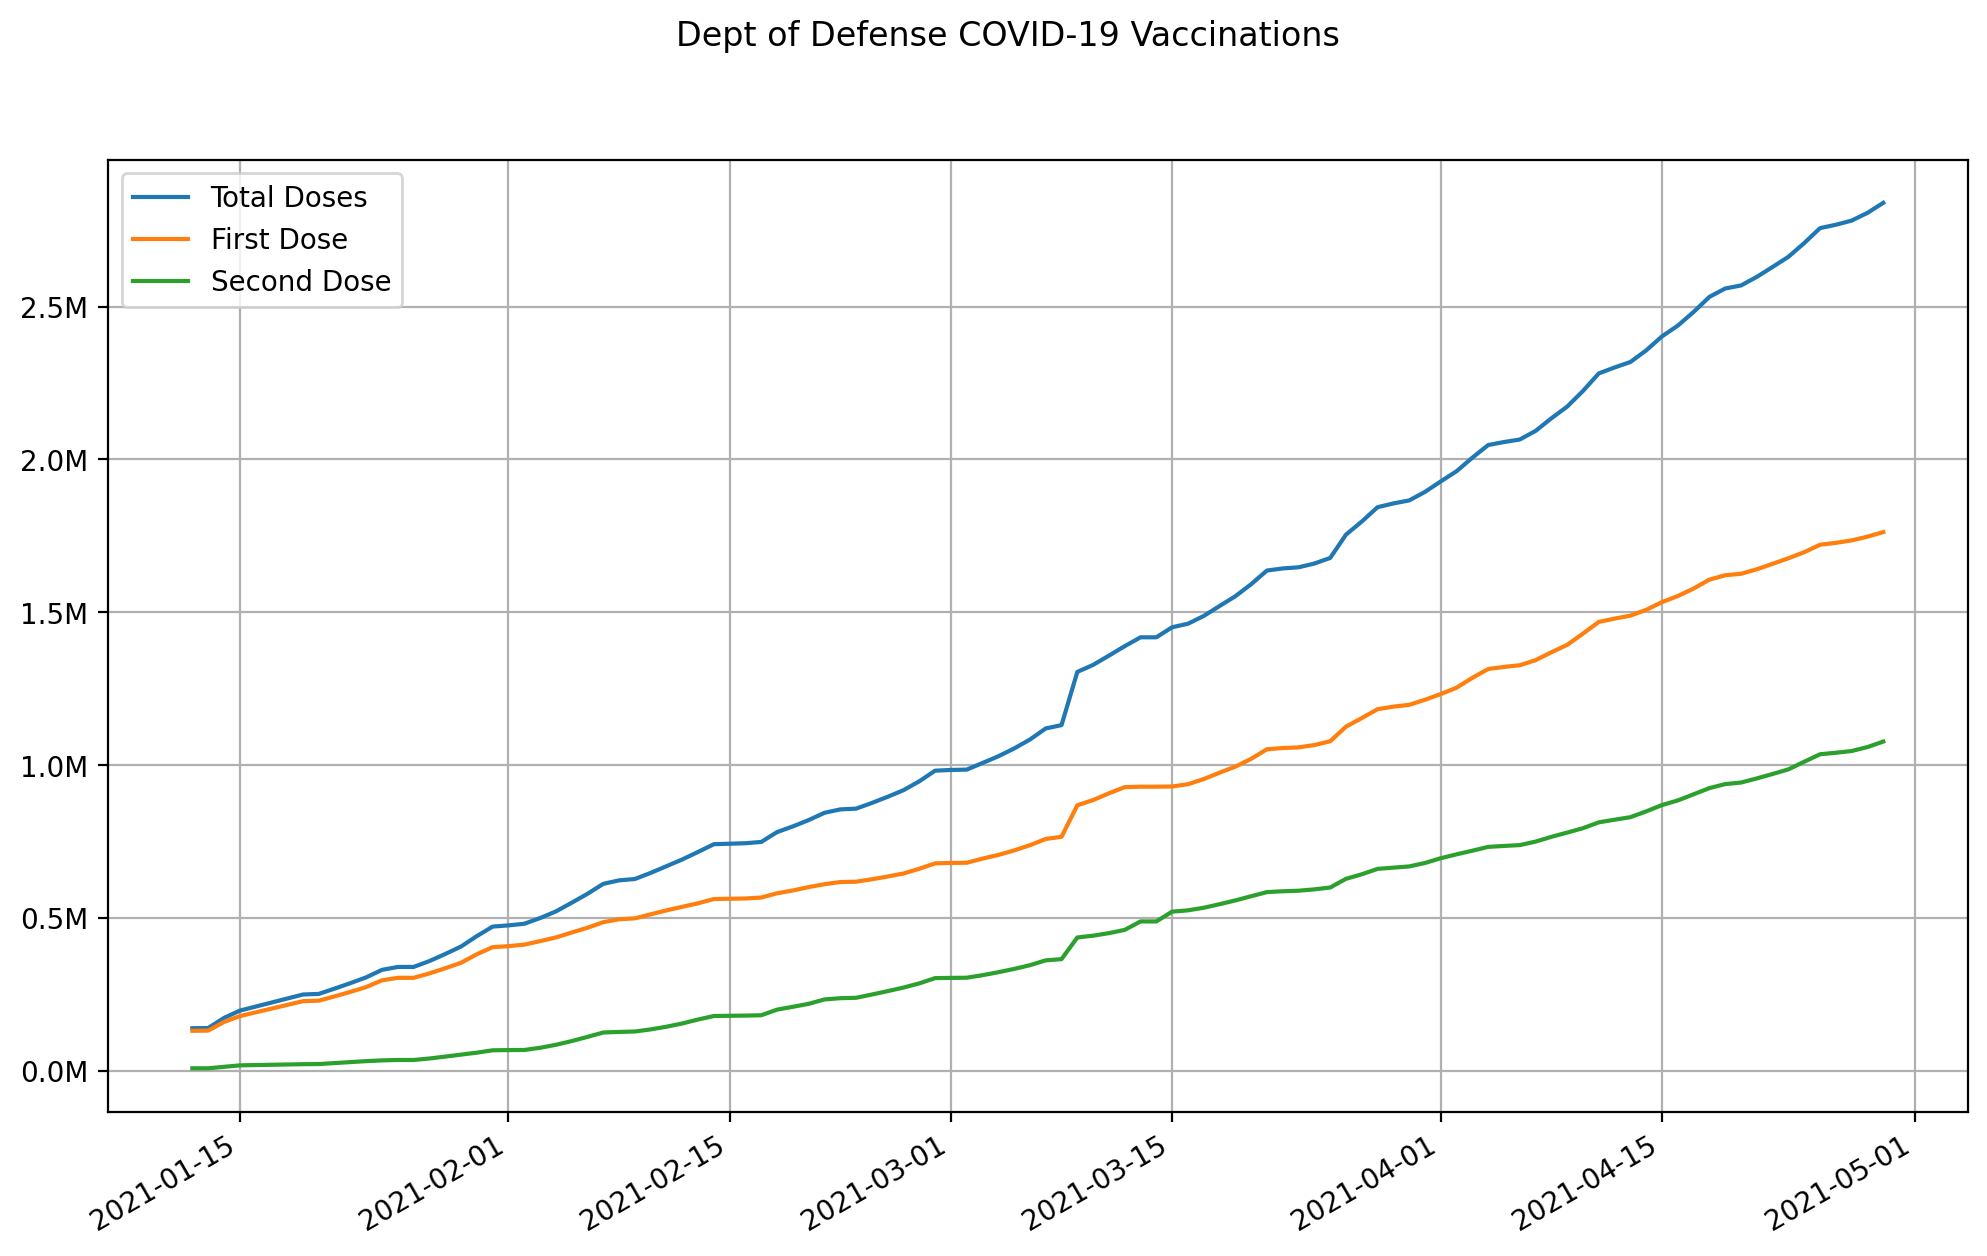 Dept of Defense COVID-19 Vaccinations
Total Doses
First Dose
Second Dose
2.5M
2.0M
1.5M
1.0M
0.5M
0.0M
2021-01-15
2021-02-01
2021-02-15
2021-03-01
2021-03-15
2021-04-01
2021-04-15
2021-05-01